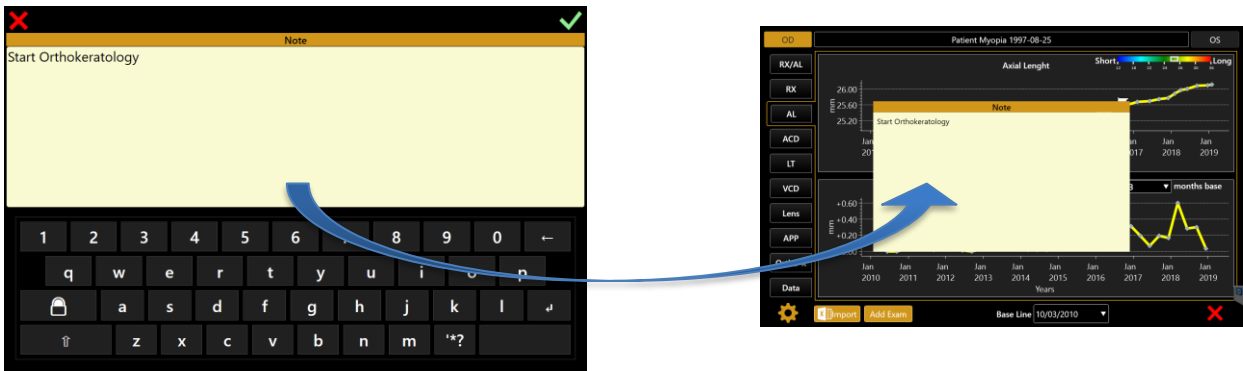 Note
Start Orthokeratology
1 2 3 4 5 6 8 9 0 ←
q w e r t y u i p
a s d f g h j k l ↲
⇧ z x c v b n m '*?
OD Patient Myopia 1997-08-25 OS
RX/AL
RX
AL
ACD
LT
VCD
Lens
APP
Data
Axial Lenght
Short Long
mm
26.00
25.60
25.20
Note
Start Orthokeratology
Jan Jan Jan
2017 2018 2019
months base
mm
+0.60
+0.40
+0.20
Jan Jan Jan Jan Jan Jan Jan Jan Jan Jan
2010 2011 2012 2013 2014 2015 2016 2017 2018 2019
Years
Import Add Exam Base Line 10/03/2010